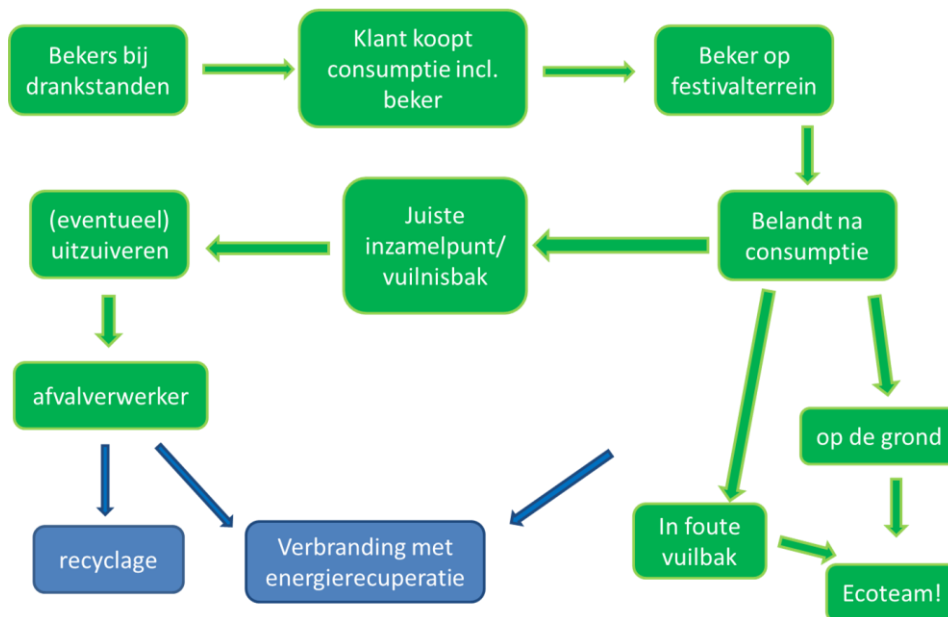 Bekers bij
drankstanden
Klant koopt
consumptie incl.
beker
Beker op
festivalterrein
(eventueel)
uitzuiveren
Juiste
inzamelpunt/
vuilnisbak
Belandt na
consumptie
afvalverwerker
op de grond
recyclage
Verbranding met
energierecuperatie
In foute
vuilbak
Ecoteam!